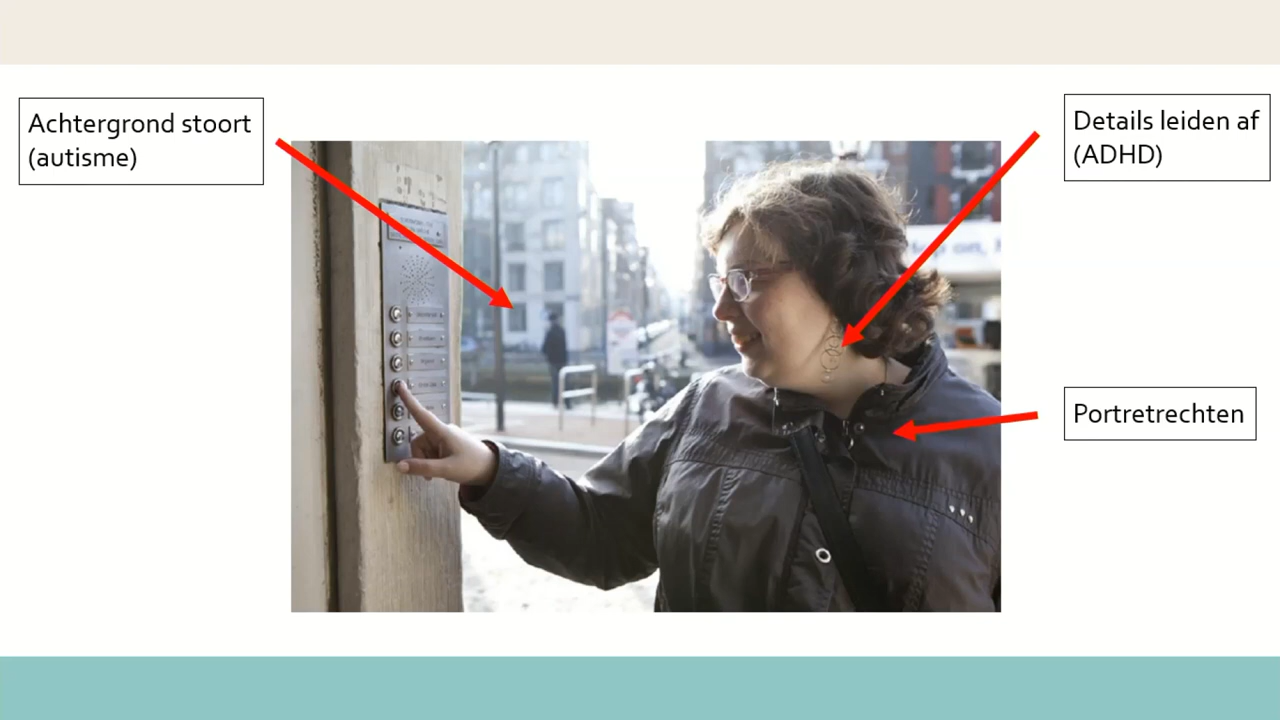 Achtergrond stoort
(autisme)
Details leiden af
(ADHD)
Portretrechten